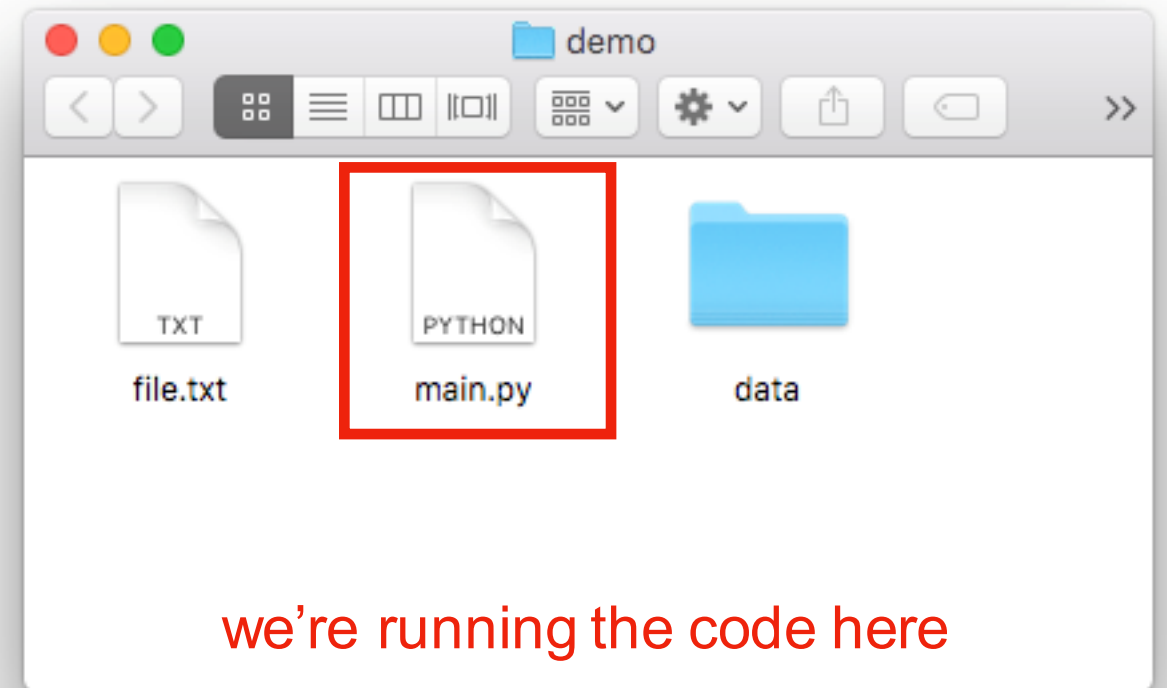 demo
TXT
PYTHON
file.txt
main.py
data
we’re running the code here